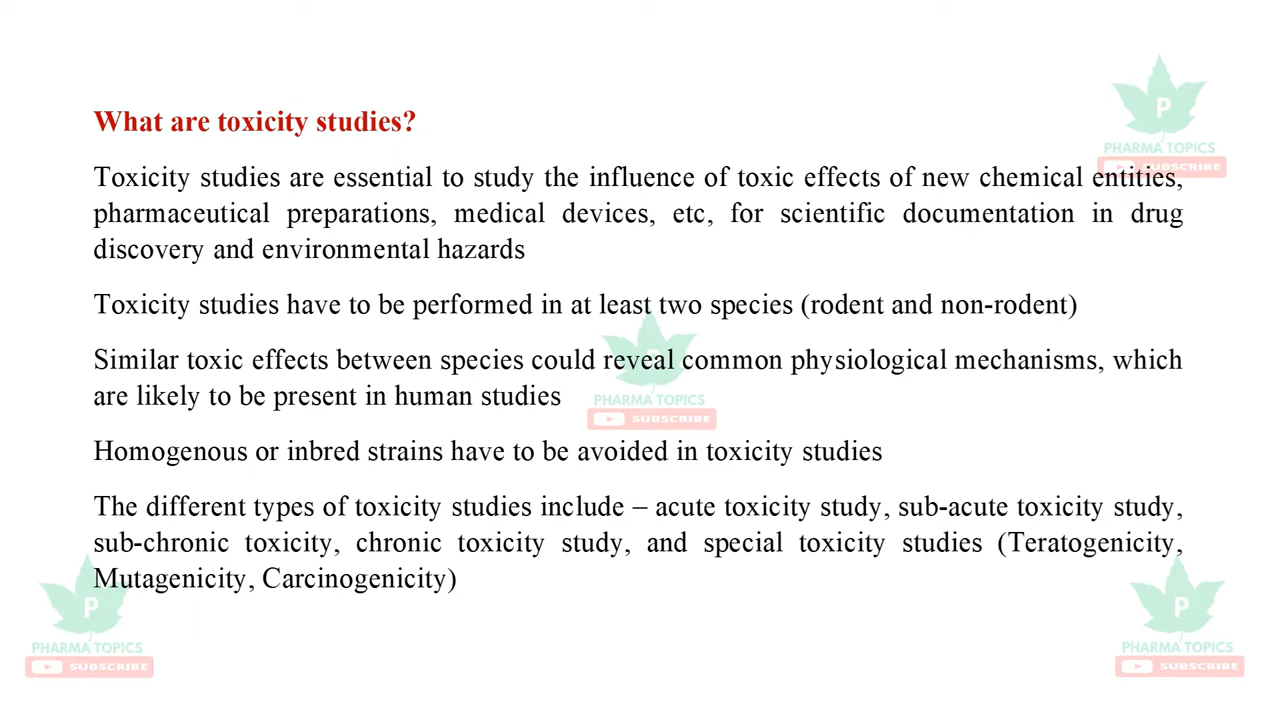 What are toxicity studies?
P
PHARMA TOPICS
SUBSCRIBE
Toxicity studies are essential to study the influence of toxic effects of new chemical entities,
pharmaceutical preparations, medical devices, etc, for scientific documentation in drug
discovery and environmental hazards
Toxicity studies have to be performed in at least two species (rodent and non-rodent)
Similar toxic effects between species could reveal common physiological mechanisms, which
are likely to be present in human studies
P
PHARMA TOPICS
SUBSCRIBE
Homogenous or inbred strains have to be avoided in toxicity studies
The different types of toxicity studies include – acute toxicity study, sub-acute toxicity study,
sub-chronic toxicity, chronic toxicity study, and special toxicity studies (Teratogenicity,
Mutagenicity, Carcinogenicity)
P
PHARMA TOPICS
SUBSCRIBE
P
PHARMA TOPICS
SUBSCRIBE